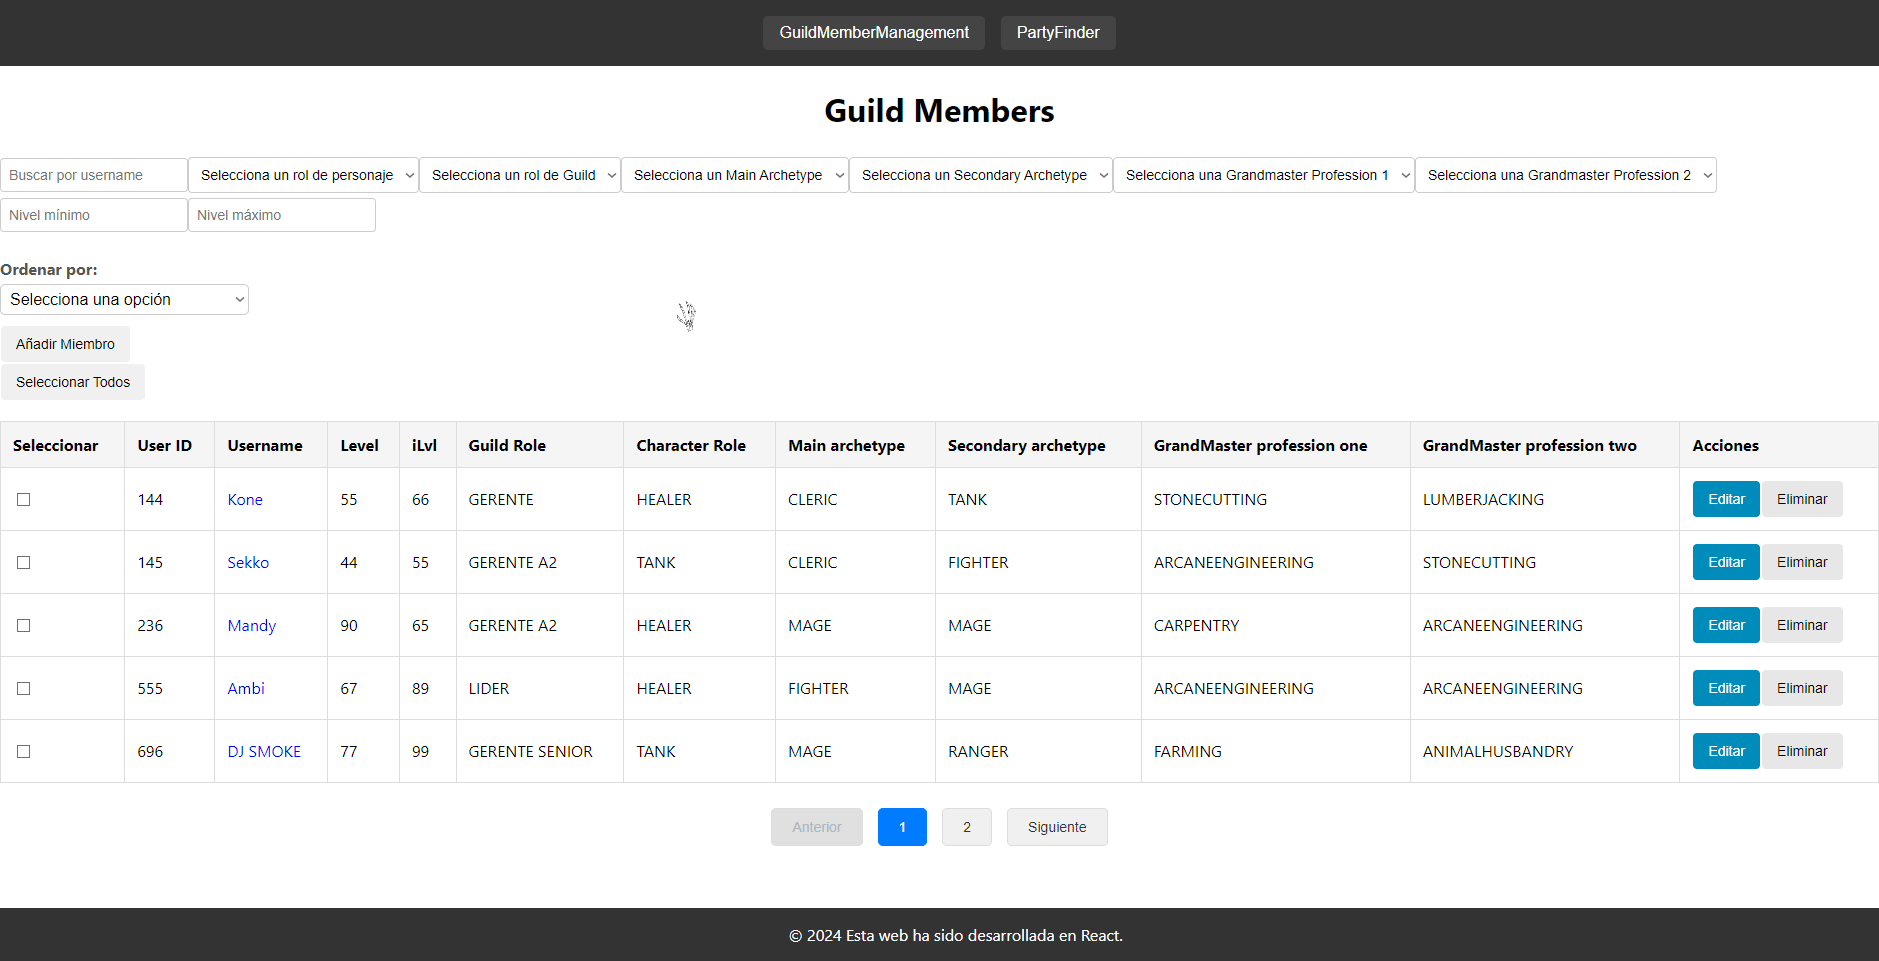 GuildMemberManagement PartyFinder
Guild Members
Buscar por username Selecciona un rol de personaje Selecciona un rol de Guild Selecciona un Main Archetype Selecciona un Secondary Archetype Selecciona una Grandmaster Profession 1 Selecciona una Grandmaster Profession 2
Nivel mínimo Nivel máximo
Ordenar por:
Selecciona una opción
Añadir Miembro
Seleccionar Todos
Seleccionar User ID Username Level iLvl Guild Role Character Role Main archetype Secondary archetype GrandMaster profession one GrandMaster profession two Acciones
144 Kone 55 66 GERENTE HEALER CLERIC TANK STONECUTTING LUMBERJACKING Editar Eliminar
145 Sekko 44 55 GERENTE A2 TANK CLERIC FIGHTER ARCANEENGINEERING STONECUTTING Editar Eliminar
236 Mandy 90 65 GERENTE A2 HEALER MAGE MAGE CARPENTRY ARCANEENGINEERING Editar Eliminar
555 Ambi 67 89 LIDER HEALER FIGHTER MAGE ARCANEENGINEERING ARCANEENGINEERING Editar Eliminar
696 DJ SMOKE 77 99 GERENTE SENIOR TANK MAGE RANGER FARMING ANIMALHUSBANDRY Editar Eliminar
Anterior 1 2 Siguiente
© 2024 Esta web ha sido desarrollada en React.